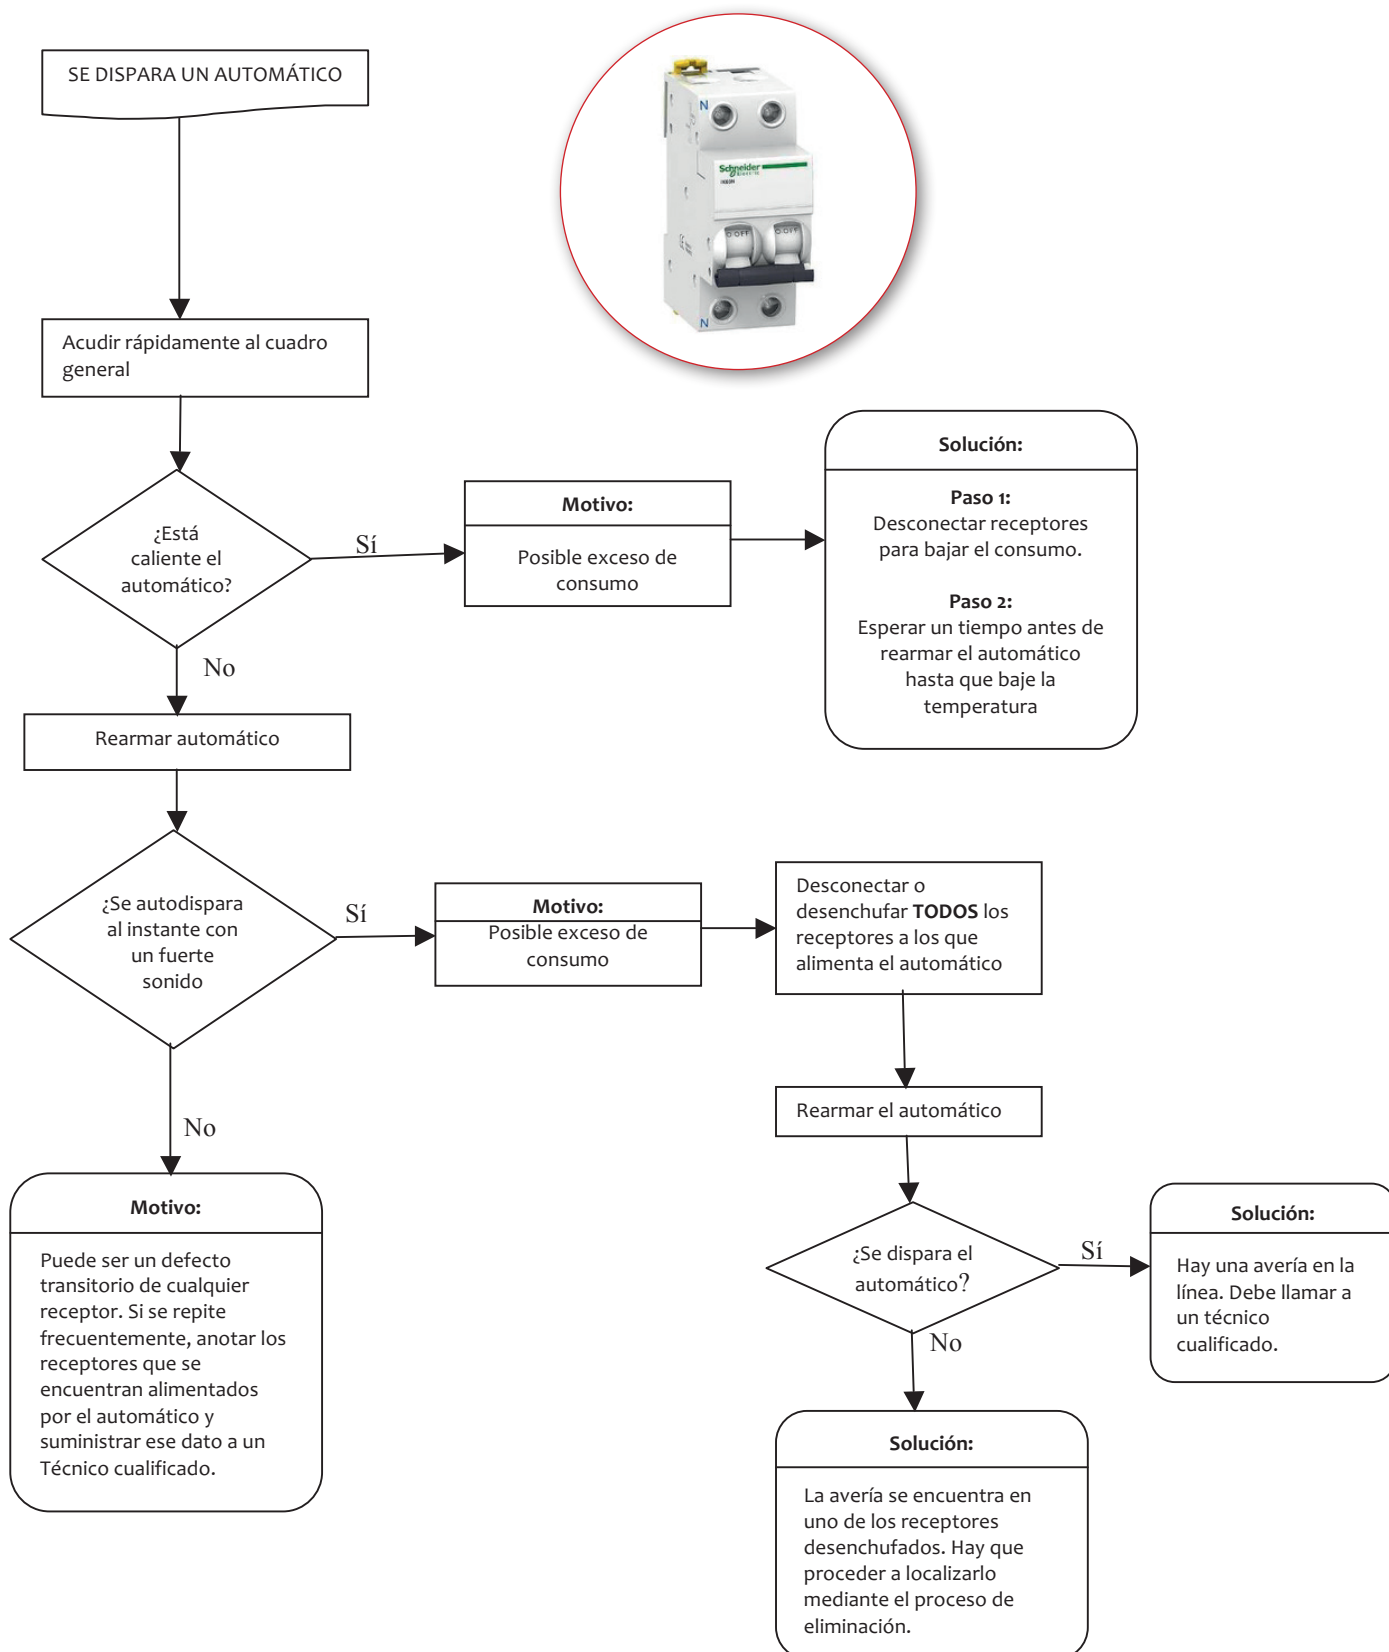 SE DISPARA UN AUTOMÁTICO
N
Schneider
Electric
O-OFF
O-OFF
N
Acudir rápidamente al cuadro
general
¿Está
caliente el
automático?
Sí
Motivo:
Posible exceso de
consumo
Solución:
Paso 1:
Desconectar receptores
para bajar el consumo.
Paso 2:
Esperar un tiempo antes de
rearmar el automático
hasta que baje la
temperatura
No
Rearmar automático
¿Se autodispara
al instante con
un fuerte
sonido
Sí
Motivo:
Posible exceso de
consumo
Desconectar o
desenchufar TODOS los
receptores a los que
alimenta el automático
Rearmar el automático
No
Motivo:
Puede ser un defecto
transitorio de cualquier
receptor. Si se repite
frecuentemente, anotar los
receptores que se
encuentran alimentados
por el automático y
suministrar ese dato a un
Técnico cualificado.
¿Se dispara el
automático?
Sí
Solución:
Hay una avería en la
línea. Debe llamar a
un técnico
cualificado.
No
Solución:
La avería se encuentra en
uno de los receptores
desenchufados. Hay que
proceder a localizarlo
mediante el proceso de
eliminación.